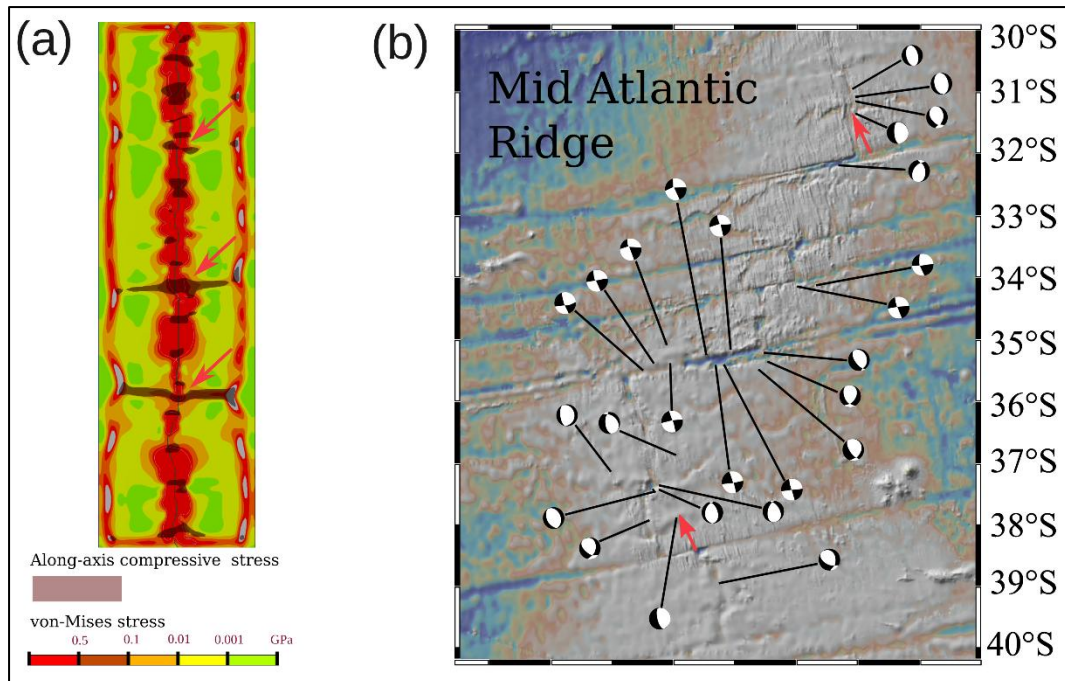 (a)
Along-axis compressive stress
von-Mises stress
0.5 0.1 0.01 0.001 GPa
(b)
Mid Atlantic
Ridge
30°S
31°S
32°S
33°S
34°S
35°S
36°S
37°S
38°S
39°S
40°S